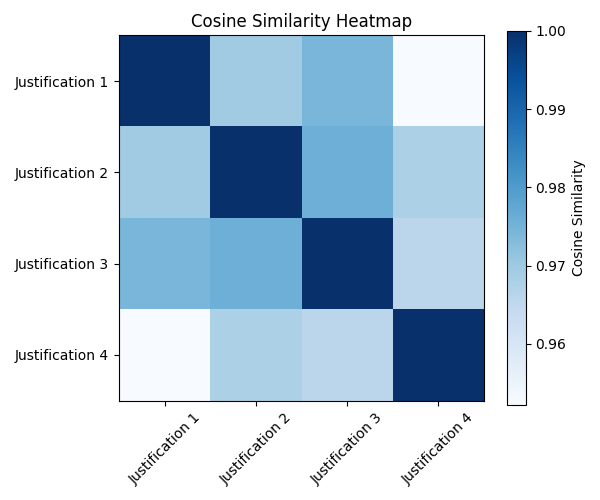 Cosine Similarity Heatmap
Justification 1
Justification 2
Justification 3
Justification 4
Justification 1
Justification 2
Justification 3
Justification 4
1.00
0.99
0.98
0.97
0.96
Cosine Similarity